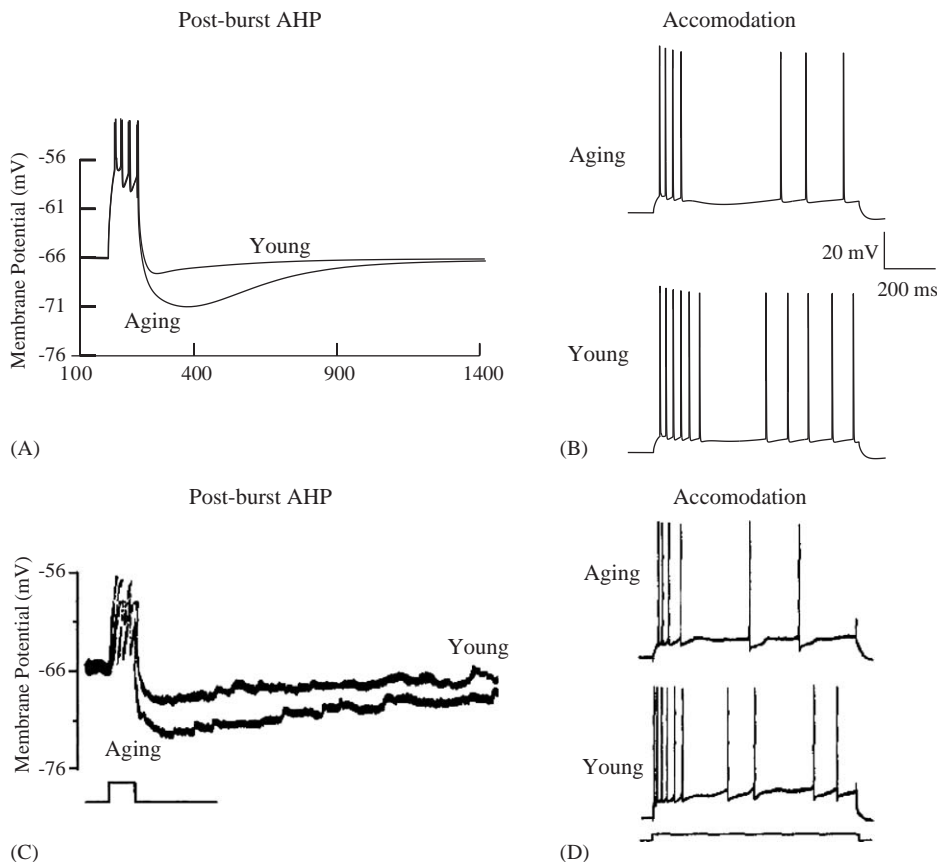 Post-burst AHP
Membrane Potential (mV)
-56
-61
-66
-71
-76
Young
Aging
100 400 900 1400
(A)
Accomodation
Aging
20 mV
200 ms
Young
(B)
Post-burst AHP
Membrane Potential (mV)
-56
-66
-76
Young
Aging
(C)
Accomodation
Aging
Young
(D)